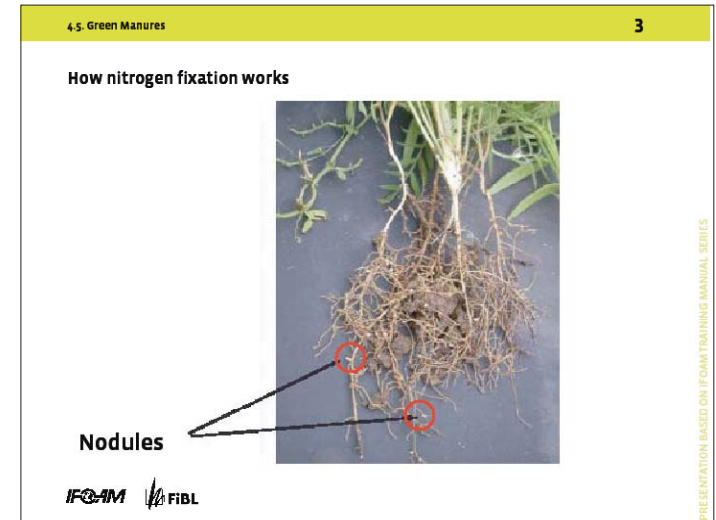 4.5. Green Manures
3
How nitrogen fixation works
Nodules
IFOAM
FiBL
PRESENTATION BASED ON IFOAM TRAINING MANUAL SERIES